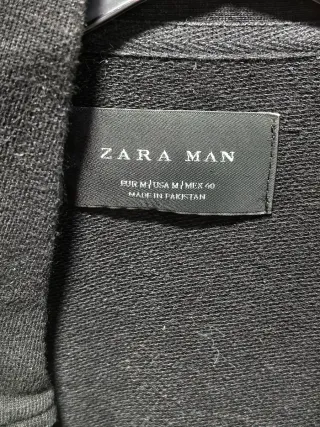 ZARA MAN
EUR M / USA M / MEX 40
MADE IN PAKISTAN